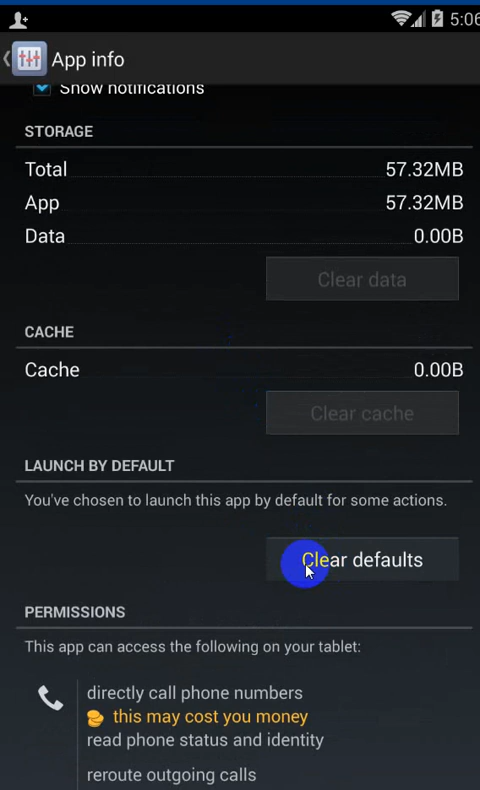 5:06
App info
Show notifications
STORAGE
Total 57.32MB
App 57.32MB
Data 0.00B
Clear data
CACHE
Cache 0.00B
Clear cache
LAUNCH BY DEFAULT
You've chosen to launch this app by default for some actions.
Clear defaults
PERMISSIONS
This app can access the following on your tablet:
directly call phone numbers
this may cost you money
read phone status and identity
reroute outgoing calls